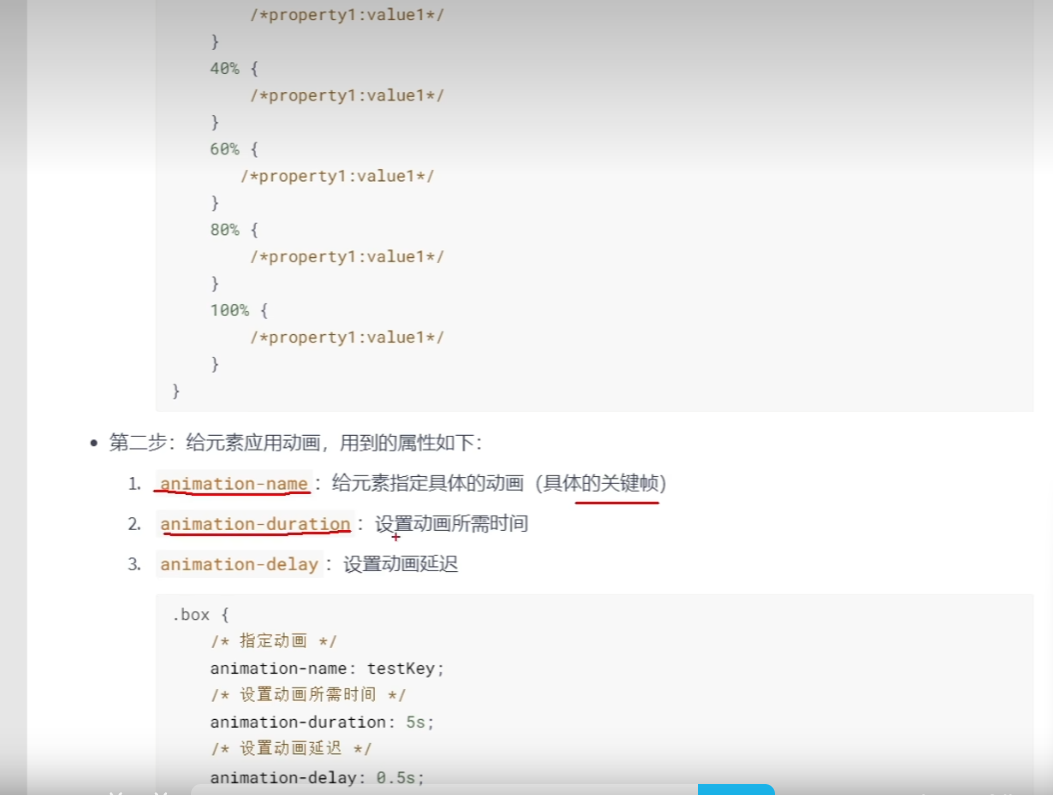 /*property1:value1*/
}
40% {
/*property1:value1*/
}
60% {
/*property1:value1*/
}
80% {
/*property1:value1*/
}
100% {
/*property1:value1*/
}
}
• 第二步：给元素应用动画，用到的属性如下：
1. animation-name：给元素指定具体的动画（具体的关键帧）
2. animation-duration：设置动画所需时间
3. animation-delay：设置动画延迟
.box {
/* 指定动画 */
animation-name: testKey;
/* 设置动画所需时间 */
animation-duration: 5s;
/* 设置动画延迟 */
animation-delay: 0.5s;